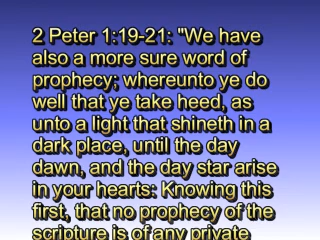 2 Peter 1:19-21: "We have
also a more sure word of
prophecy; whereunto ye do
well that ye take heed, as
unto a light that shineth in a
dark place, until the day
dawn, and the day star arise
in your hearts: Knowing this
first, that no prophecy of the
scripture is of any private